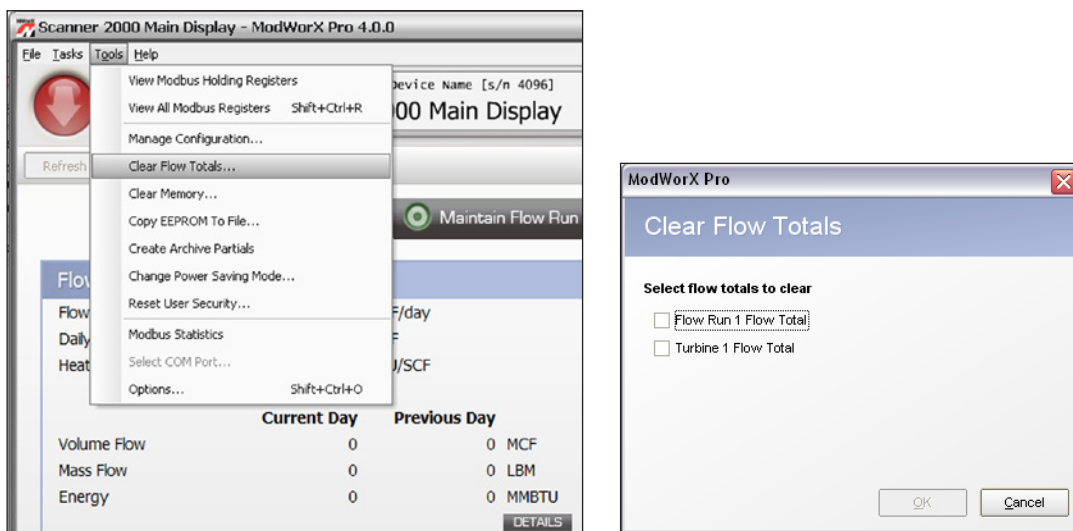 Scanner 2000 Main Display - ModWorX Pro 4.0.0
File Tasks Tools Help
View Modbus Holding Registers
View All Modbus Registers Shift+Ctrl+R
Manage Configuration...
Clear Flow Totals...
Clear Memory...
Copy EEPROM To File...
Create Archive Partials
Change Power Saving Mode...
Reset User Security...
Modbus Statistics
Select COM Port...
Options... Shift+Ctrl+O
Device Name [s/n 4096]
000 Main Display
Refresh
Maintain Flow Run
Flow
Flow F/day
Daily F
Heat U/SCF
Current Day Previous Day
Volume Flow 0 0 MCF
Mass Flow 0 0 LBM
Energy 0 0 MMBTU
DETAILS
ModWorX Pro
Clear Flow Totals
Select flow totals to clear
Flow Run 1 Flow Total
Turbine 1 Flow Total
OK Cancel